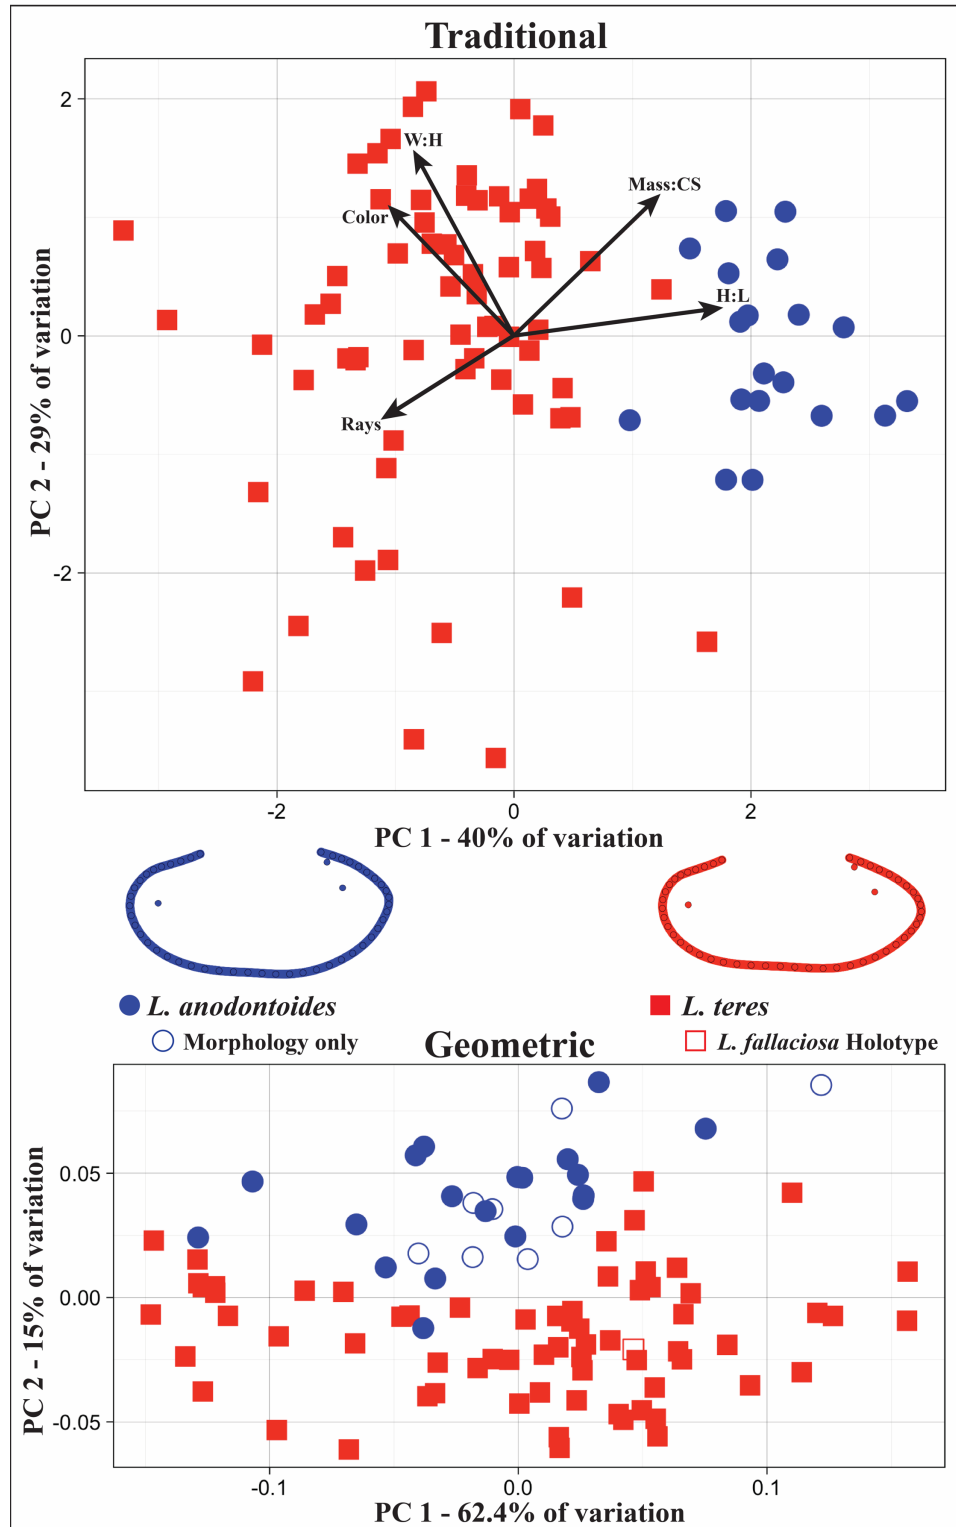 Traditional
PC 2 - 29% of variation
2
0
-2
W:H
Mass:CS
Color
H:L
Rays
-2
0
2
PC 1 - 40% of variation
L. anodontoides
L. teres
Morphology only
L. fallaciosa Holotype
Geometric
PC 2 - 15% of variation
0.05
0.00
-0.05
-0.1
0.0
0.1
PC 1 - 62.4% of variation